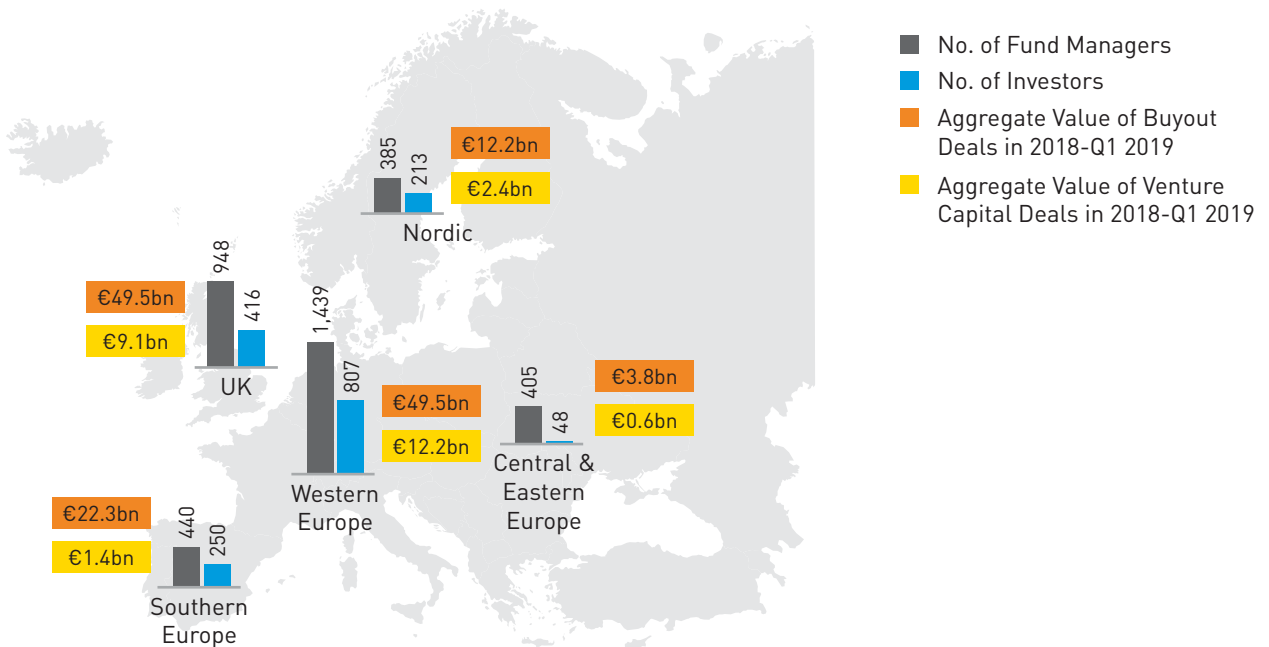 No. of Fund Managers
No. of Investors
Aggregate Value of Buyout
Deals in 2018-Q1 2019
Aggregate Value of Venture
Capital Deals in 2018-Q1 2019
385
213
€12.2bn
€2.4bn
Nordic
948
416
€49.5bn
€9.1bn
UK
1,439
807
€49.5bn
€12.2bn
Western
Europe
405
48
€3.8bn
€0.6bn
Central &
Eastern
Europe
440
250
€22.3bn
€1.4bn
Southern
Europe